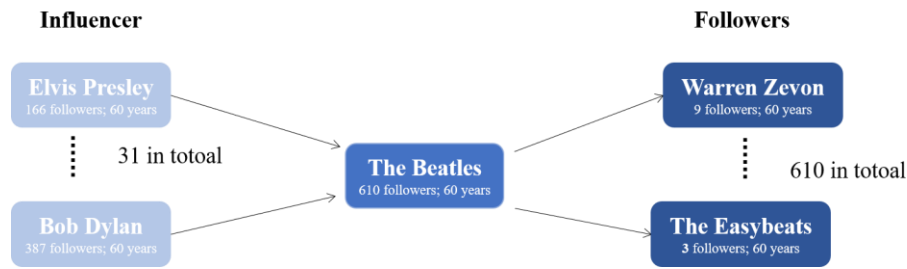 Influencer
Followers
Elvis Presley
166 followers; 60 years
Warren Zevon
9 followers; 60 years
31 in totoal
The Beatles
610 followers; 60 years
610 in totoal
Bob Dylan
387 followers; 60 years
The Easybeats
3 followers; 60 years